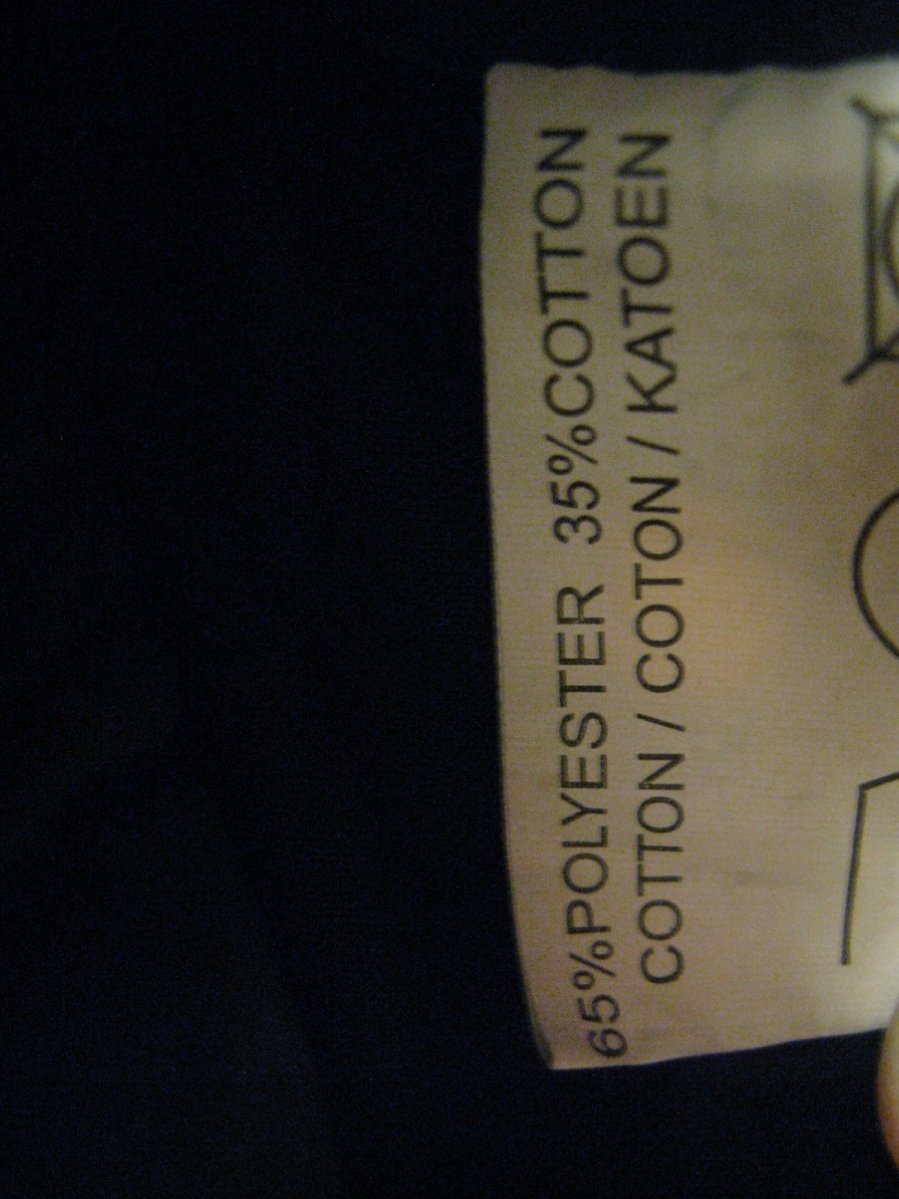 65%POLYESTER 35%COTTON
COTTON / COTON / KATOEN